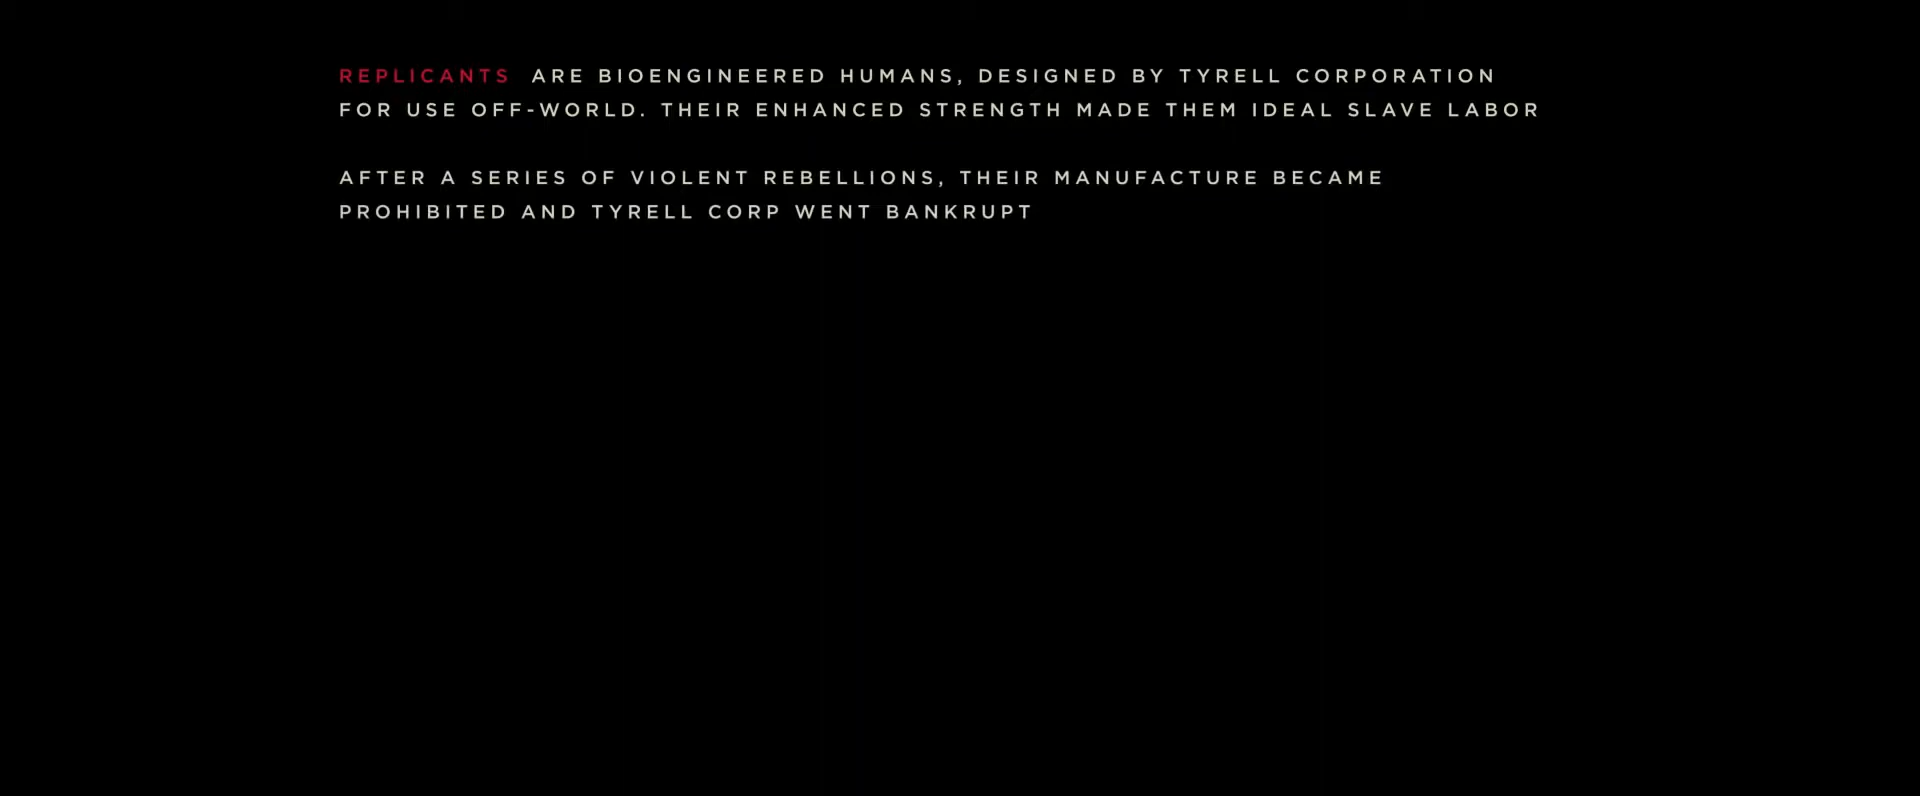 REPLICANTS ARE BIOENGINEERED HUMANS, DESIGNED BY TYRELL CORPORATION
FOR USE OFF-WORLD. THEIR ENHANCED STRENGTH MADE THEM IDEAL SLAVE LABOR
AFTER A SERIES OF VIOLENT REBELLIONS, THEIR MANUFACTURE BECAME
PROHIBITED AND TYRELL CORP WENT BANKRUPT